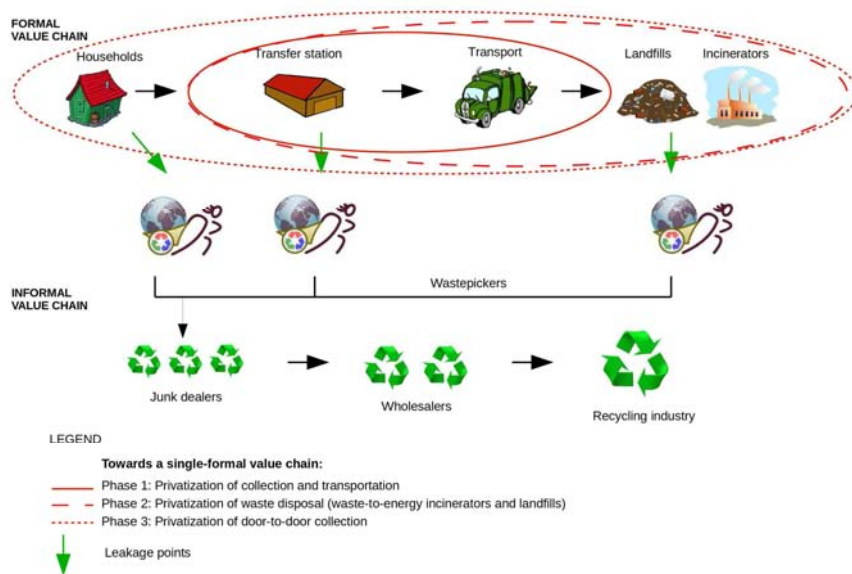 FORMAL
VALUE CHAIN
Households
Transfer station
Transport
Landfills
Incinerators
Wastepickers
INFORMAL
VALUE CHAIN
Junk dealers
Wholesalers
Recycling industry
LEGEND
Towards a single-formal value chain:
Phase 1: Privatization of collection and transportation
Phase 2: Privatization of waste disposal (waste-to-energy incinerators and landfills)
Phase 3: Privatization of door-to-door collection
Leakage points